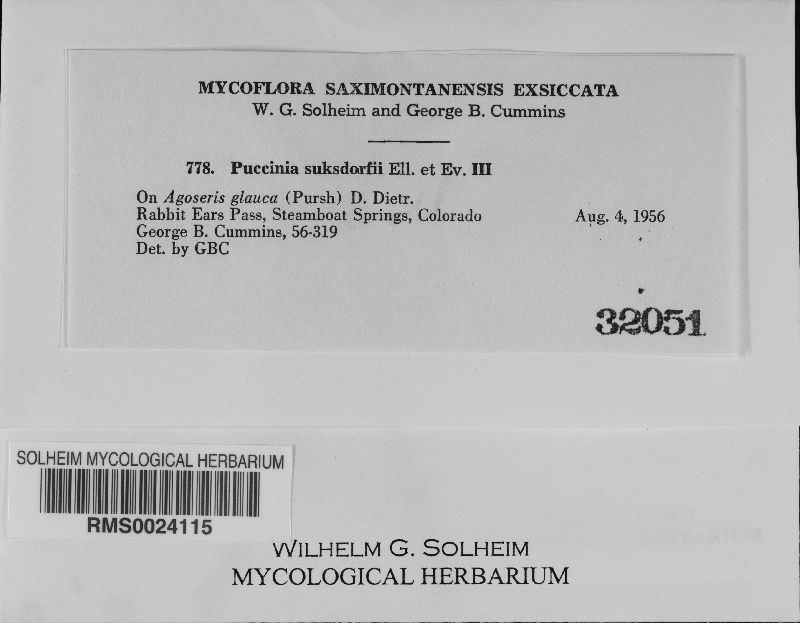 MYCOFLORA SAXIMONTANENSIS EXSICCATA
W. G. Solheim and George B. Cummins
778. Puccinia suksdorfii Ell. et Ev. III
On Agoseris glauca (Pursh) D. Dietr.
Rabbit Ears Pass, Steamboat Springs, Colorado Aug. 4, 1956
George B. Cummins, 56-319
Det. by GBC
32051
SOLHEIM MYCOLOGICAL HERBARIUM
RMS0024115
WILHELM G. SOLHEIM
MYCOLOGICAL HERBARIUM